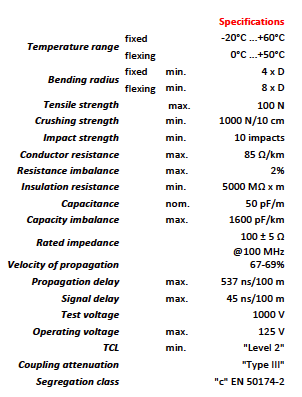 Specifications
Temperature range fixed -20°C ...+60°C
flexing 0°C ...+50°C
Bending radius fixed min. 4 x D
flexing min. 8 x D
Tensile strength max. 100 N
Crushing strength min. 1000 N/10 cm
Impact strength min. 10 impacts
Conductor resistance max. 85 Ω/km
Resistance imbalance max. 2%
Insulation resistance min. 5000 MΩ x m
Capacitance nom. 50 pF/m
Capacity imbalance max. 1600 pF/km
Rated impedance 100 ± 5 Ω
@100 MHz
Velocity of propagation 67-69%
Propagation delay max. 537 ns/100 m
Signal delay max. 45 ns/100 m
Test voltage 1000 V
Operating voltage max. 125 V
TCL min. "Level 2"
Coupling attenuation "Type III"
Segregation class "c" EN 50174-2